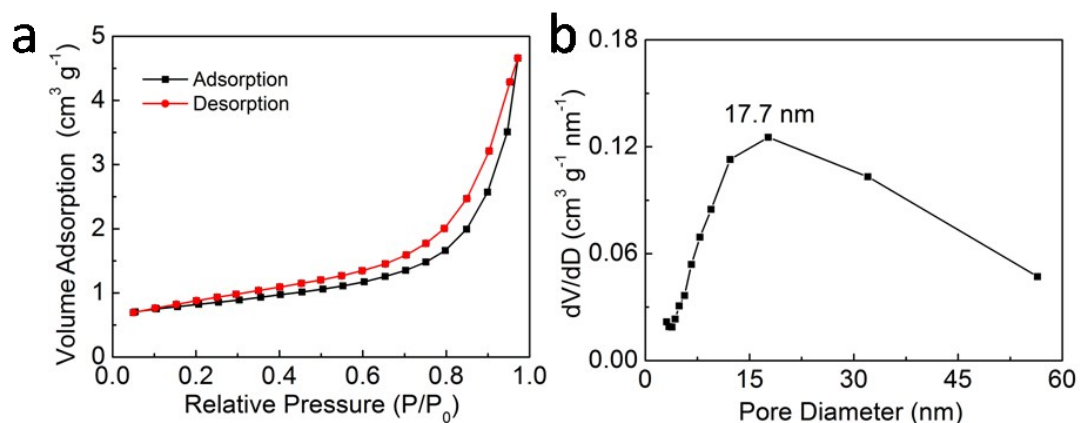 a
Volume Adsorption (cm³ g⁻¹)
5
4
3
2
1
0
Adsorption
Desorption
0.0 0.2 0.4 0.6 0.8 1.0
Relative Pressure (P/P₀)
b
dV/dD (cm³ g⁻¹ nm⁻¹)
0.18
0.12
0.06
0.00
17.7 nm
0 15 30 45 60
Pore Diameter (nm)